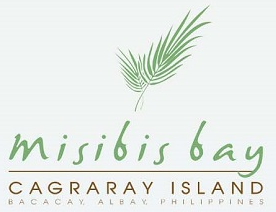 misibis bay
CAGRARAY ISLAND
BACACAY, ALBAY, PHILIPPINES